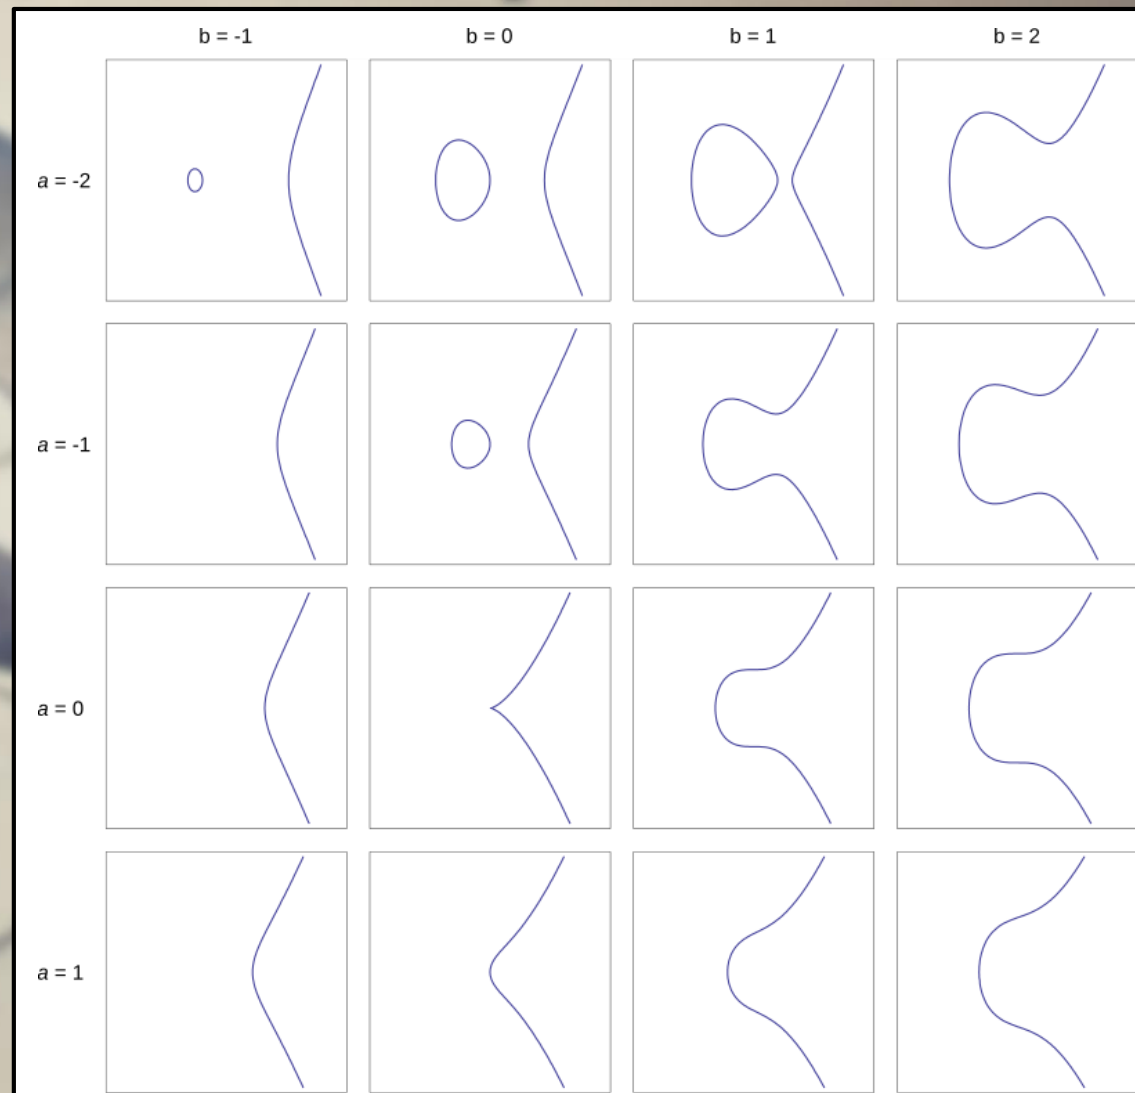 b = -1 b = 0 b = 1 b = 2
a = -2
a = -1
a = 0
a = 1